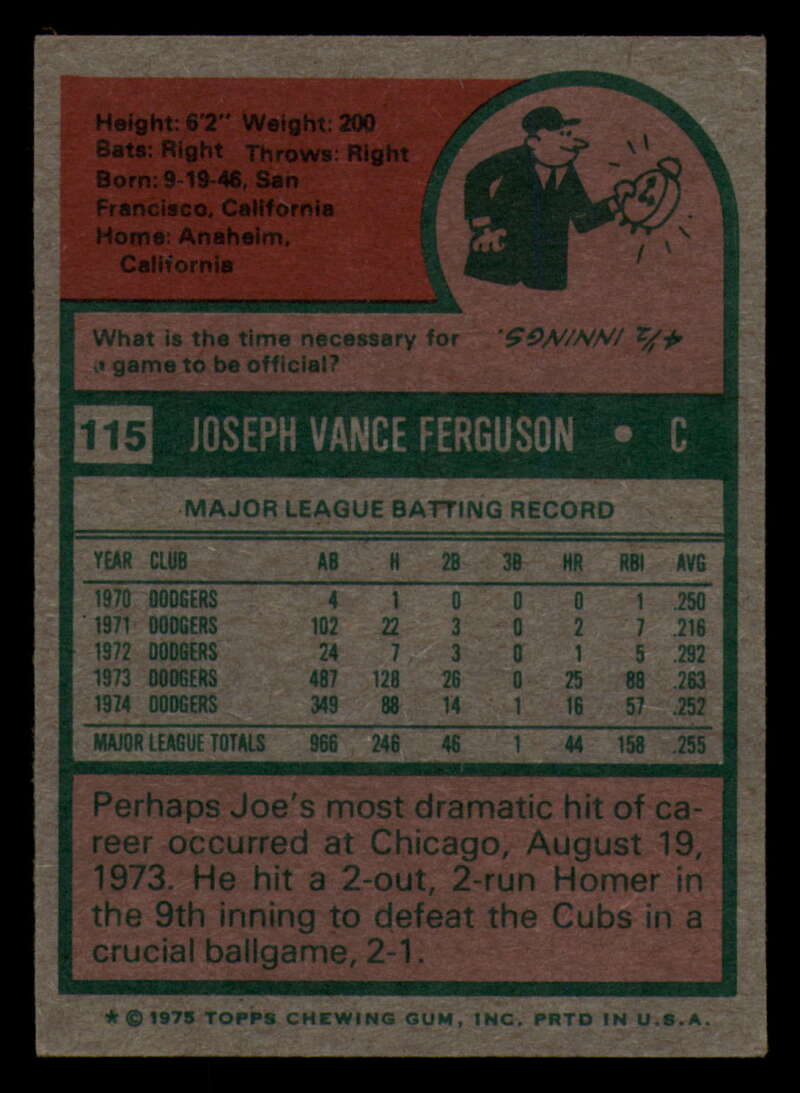 Height: 6'2" Weight: 200
Bats: Right Throws: Right
Born: 9-19-46, San
Francisco, California
Home: Anaheim,
California
What is the time necessary for
a game to be official?
4 1/2 INNINGS.
115 JOSEPH VANCE FERGUSON • C
MAJOR LEAGUE BATTING RECORD
YEAR CLUB AB H 2B 3B HR RBI AVG
1970 DODGERS 4 1 0 0 0 1 .250
1971 DODGERS 102 22 3 0 2 7 .216
1972 DODGERS 24 7 3 0 1 5 .292
1973 DODGERS 487 128 26 0 25 88 .263
1974 DODGERS 349 88 14 1 16 57 .252
MAJOR LEAGUE TOTALS 966 246 46 1 44 158 .255
Perhaps Joe's most dramatic hit of ca-
reer occurred at Chicago, August 19,
1973. He hit a 2-out, 2-run Homer in
the 9th inning to defeat the Cubs in a
crucial ballgame, 2-1.
* © 1975 TOPPS CHEWING GUM, INC. PRTD IN U.S.A.